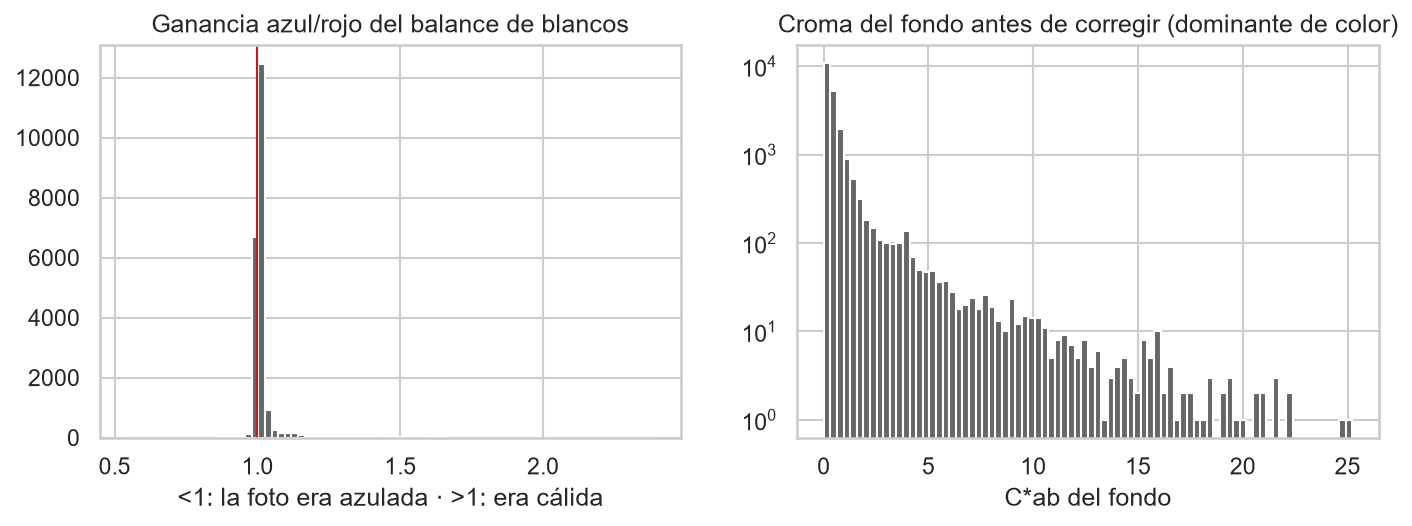 Ganancia azul/rojo del balance de blancos
12000
10000
8000
6000
4000
2000
0
0.5 1.0 1.5 2.0
<1: la foto era azulada · >1: era cálida
Croma del fondo antes de corregir (dominante de color)
10⁴
10³
10²
10¹
10⁰
0 5 10 15 20 25
C*ab del fondo